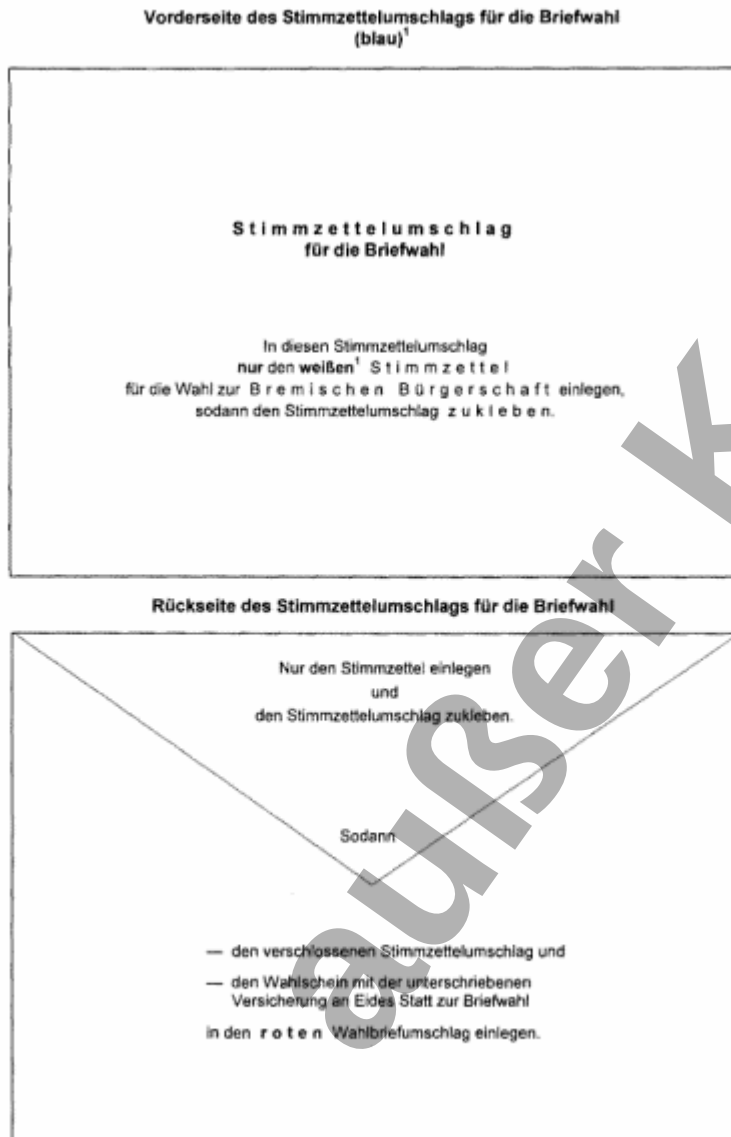 Vorderseite des Stimmzettelumschlags für die Briefwahl
(blau)¹
Stimmzettelumschlag
für die Briefwahl
In diesen Stimmzettelumschlag
nur den weißen¹ Stimmzettel
für die Wahl zur Bremischen Bürgerschaft einlegen,
sodann den Stimmzettelumschlag zukleben.
Rückseite des Stimmzettelumschlags für die Briefwahl
Nur den Stimmzettel einlegen
und
den Stimmzettelumschlag zukleben.
Sodann
— den verschlossenen Stimmzettelumschlag und
— den Wahlschein mit der unterschriebenen
Versicherung an Eides Statt zur Briefwahl
in den roten Wahlbriefumschlag einlegen.
außer K